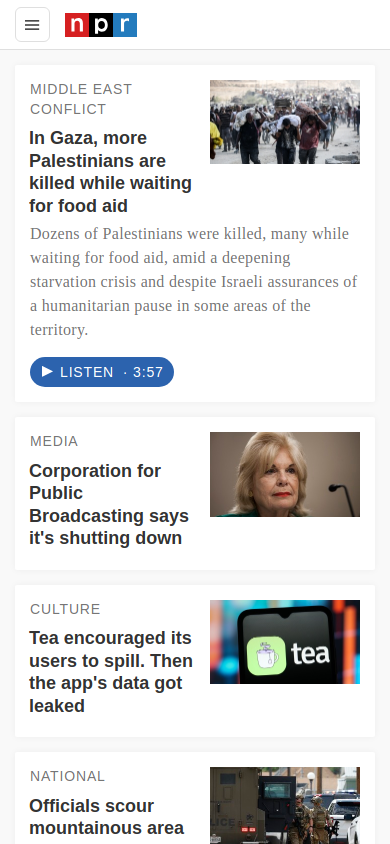 npr
MIDDLE EAST
CONFLICT
In Gaza, more
Palestinians are
killed while waiting
for food aid
Dozens of Palestinians were killed, many while
waiting for food aid, amid a deepening
starvation crisis and despite Israeli assurances of
a humanitarian pause in some areas of the
territory.
LISTEN · 3:57
MEDIA
Corporation for
Public
Broadcasting says
it's shutting down
CULTURE
Tea encouraged its
users to spill. Then
the app's data got
leaked
tea
NATIONAL
Officials scour
mountainous area